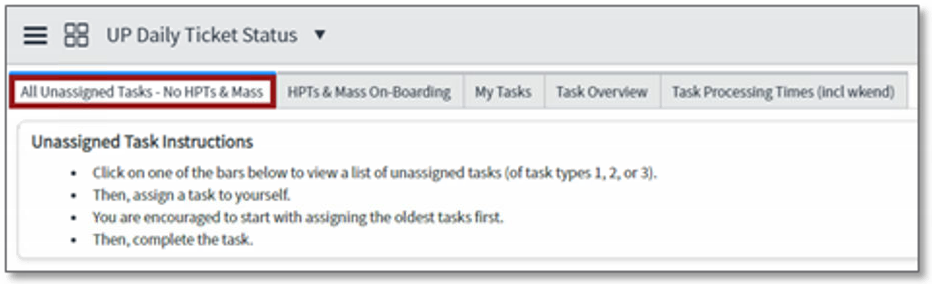 UP Daily Ticket Status
All Unassigned Tasks - No HPTs & Mass
HPTs & Mass On-Boarding
My Tasks
Task Overview
Task Processing Times (incl wkend)
Unassigned Task Instructions
• Click on one of the bars below to view a list of unassigned tasks (of task types 1, 2, or 3).
• Then, assign a task to yourself.
• You are encouraged to start with assigning the oldest tasks first.
• Then, complete the task.